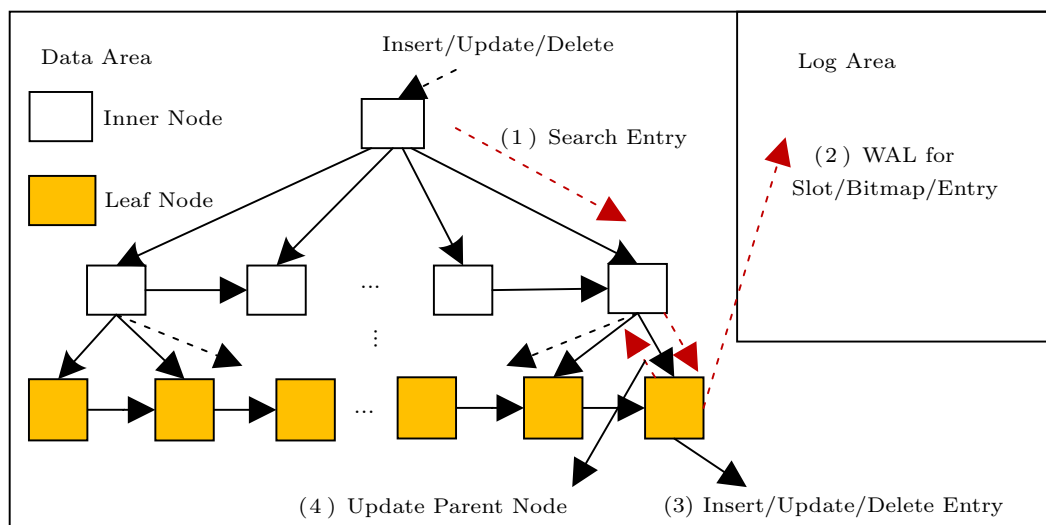 Insert/Update/Delete
Data Area
Log Area
Inner Node
(1) Search Entry
(2) WAL for
Slot/Bitmap/Entry
Leaf Node
...
...
...
(4) Update Parent Node
(3) Insert/Update/Delete Entry